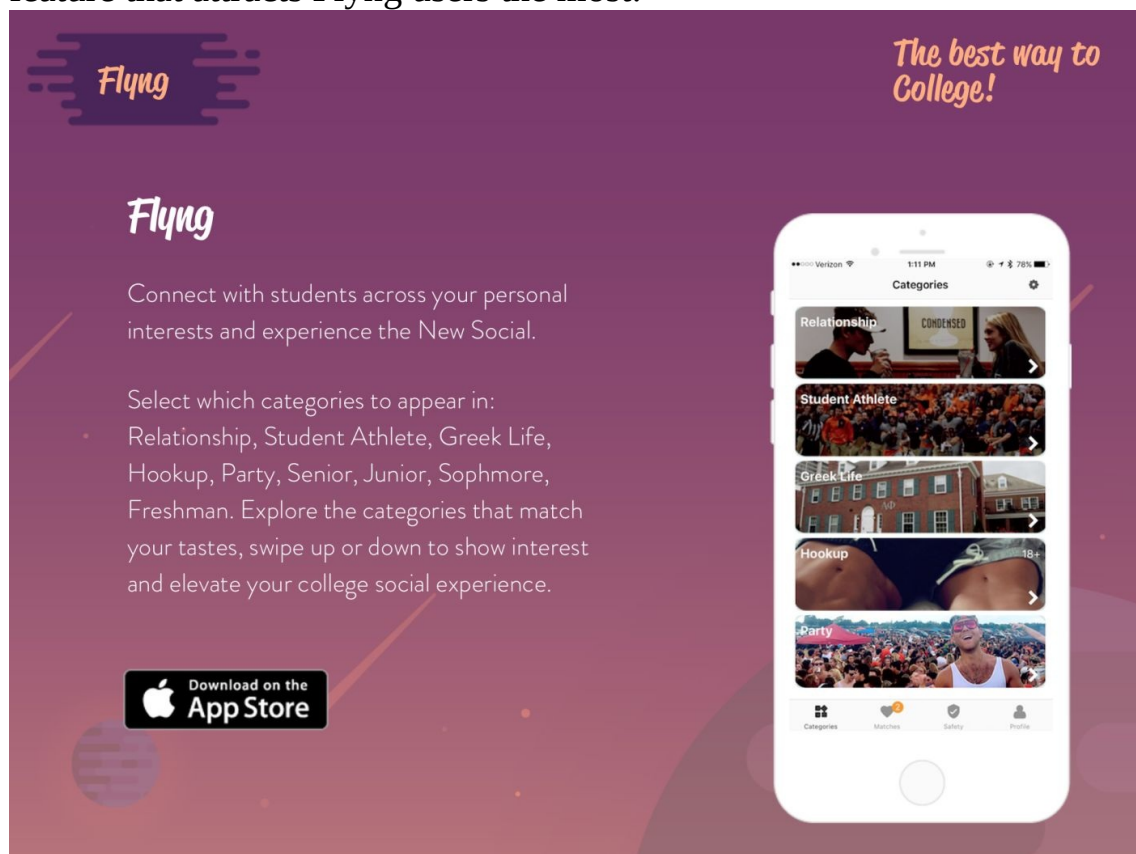 feature that attracts Flyng users the most.
Flyng
The best way to
College!
Flyng
Connect with students across your personal
interests and experience the New Social.
Select which categories to appear in:
Relationship, Student Athlete, Greek Life,
Hookup, Party, Senior, Junior, Sophmore,
Freshman. Explore the categories that match
your tastes, swipe up or down to show interest
and elevate your college social experience.
Download on the
App Store
Verizon 1:11 PM 78%
Categories
Relationship
CONDENSED
Student Athlete
Greek Life
ΑΦ
Hookup 18+
Party
2
Categories Matches Safety Profile